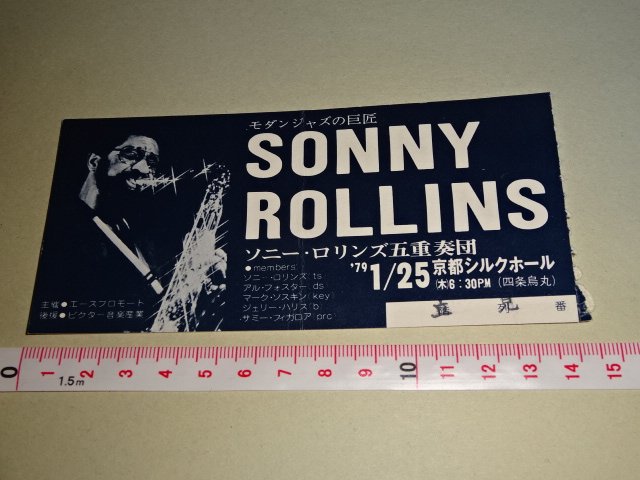 モダンジャズの巨匠
SONNY
ROLLINS
ソニー・ロリンズ五重奏団
●members:
ソニー・ロリンズ ts
アル・フォスター ds
マーク・ソスキン key
ジェリー・ハリス b
サミー・フィガロア prc
'79 1/25 京都シルクホール
(木)6:30PM (四条烏丸)
主催●エースプロモート
後援●ビクター音楽産業
番
0 1 2 3 4 5 6 7 8 9 10 11 12 13 14 15
1.5m